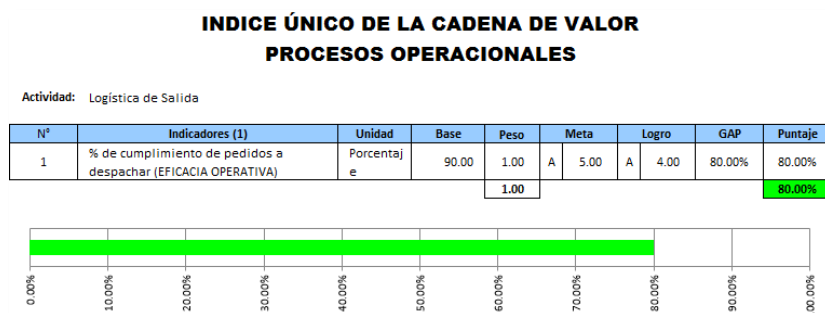 INDICE ÚNICO DE LA CADENA DE VALOR
PROCESOS OPERACIONALES
Actividad: Logística de Salida
N° Indicadores (1) Unidad Base Peso Meta Logro GAP Puntaje
1 % de cumplimiento de pedidos a despachar (EFICACIA OPERATIVA) Porcentaje 90.00 1.00 A 5.00 A 4.00 80.00% 80.00%
1.00 80.00%
0.00% 10.00% 20.00% 30.00% 40.00% 50.00% 60.00% 70.00% 80.00% 90.00% 00.00%